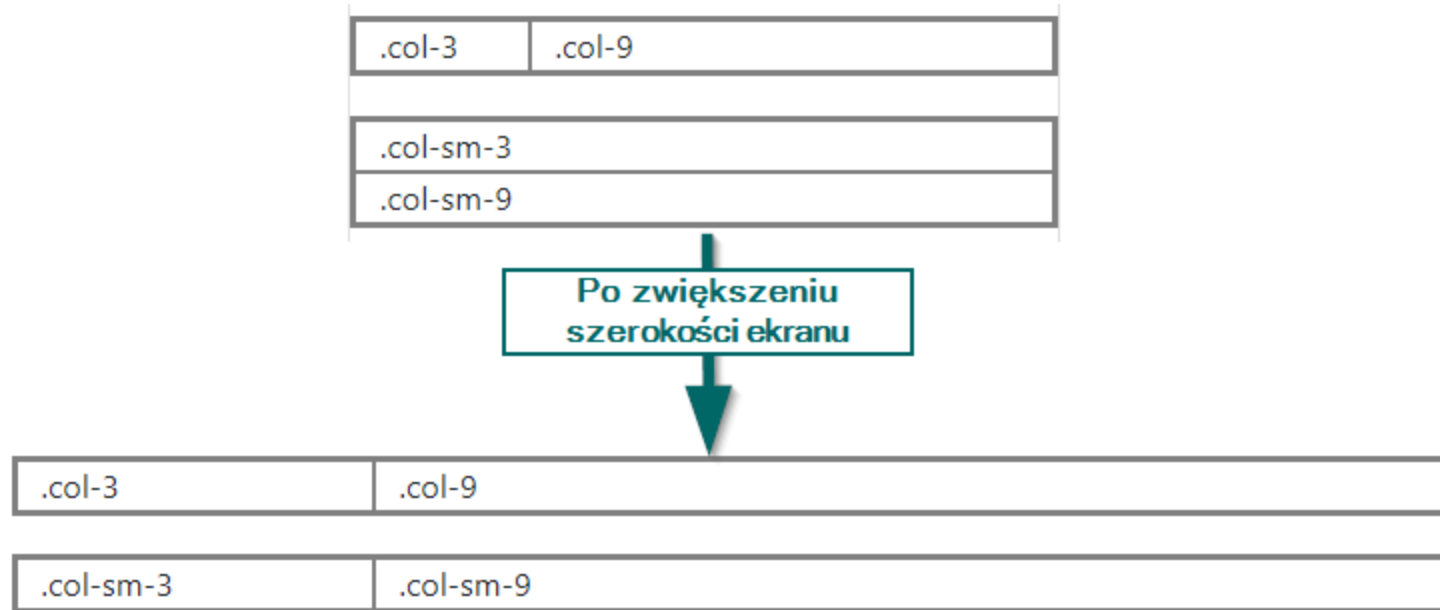 .col-3 .col-9
.col-sm-3
.col-sm-9
Po zwiększeniu
szerokości ekranu
.col-3 .col-9
.col-sm-3 .col-sm-9